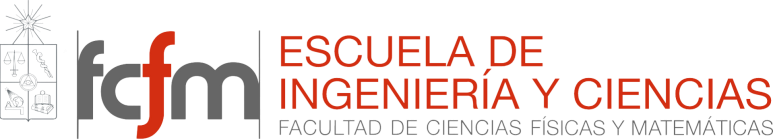 fcfm
ESCUELA DE
INGENIERÍA Y CIENCIAS
FACULTAD DE CIENCIAS FÍSICAS Y MATEMÁTICAS